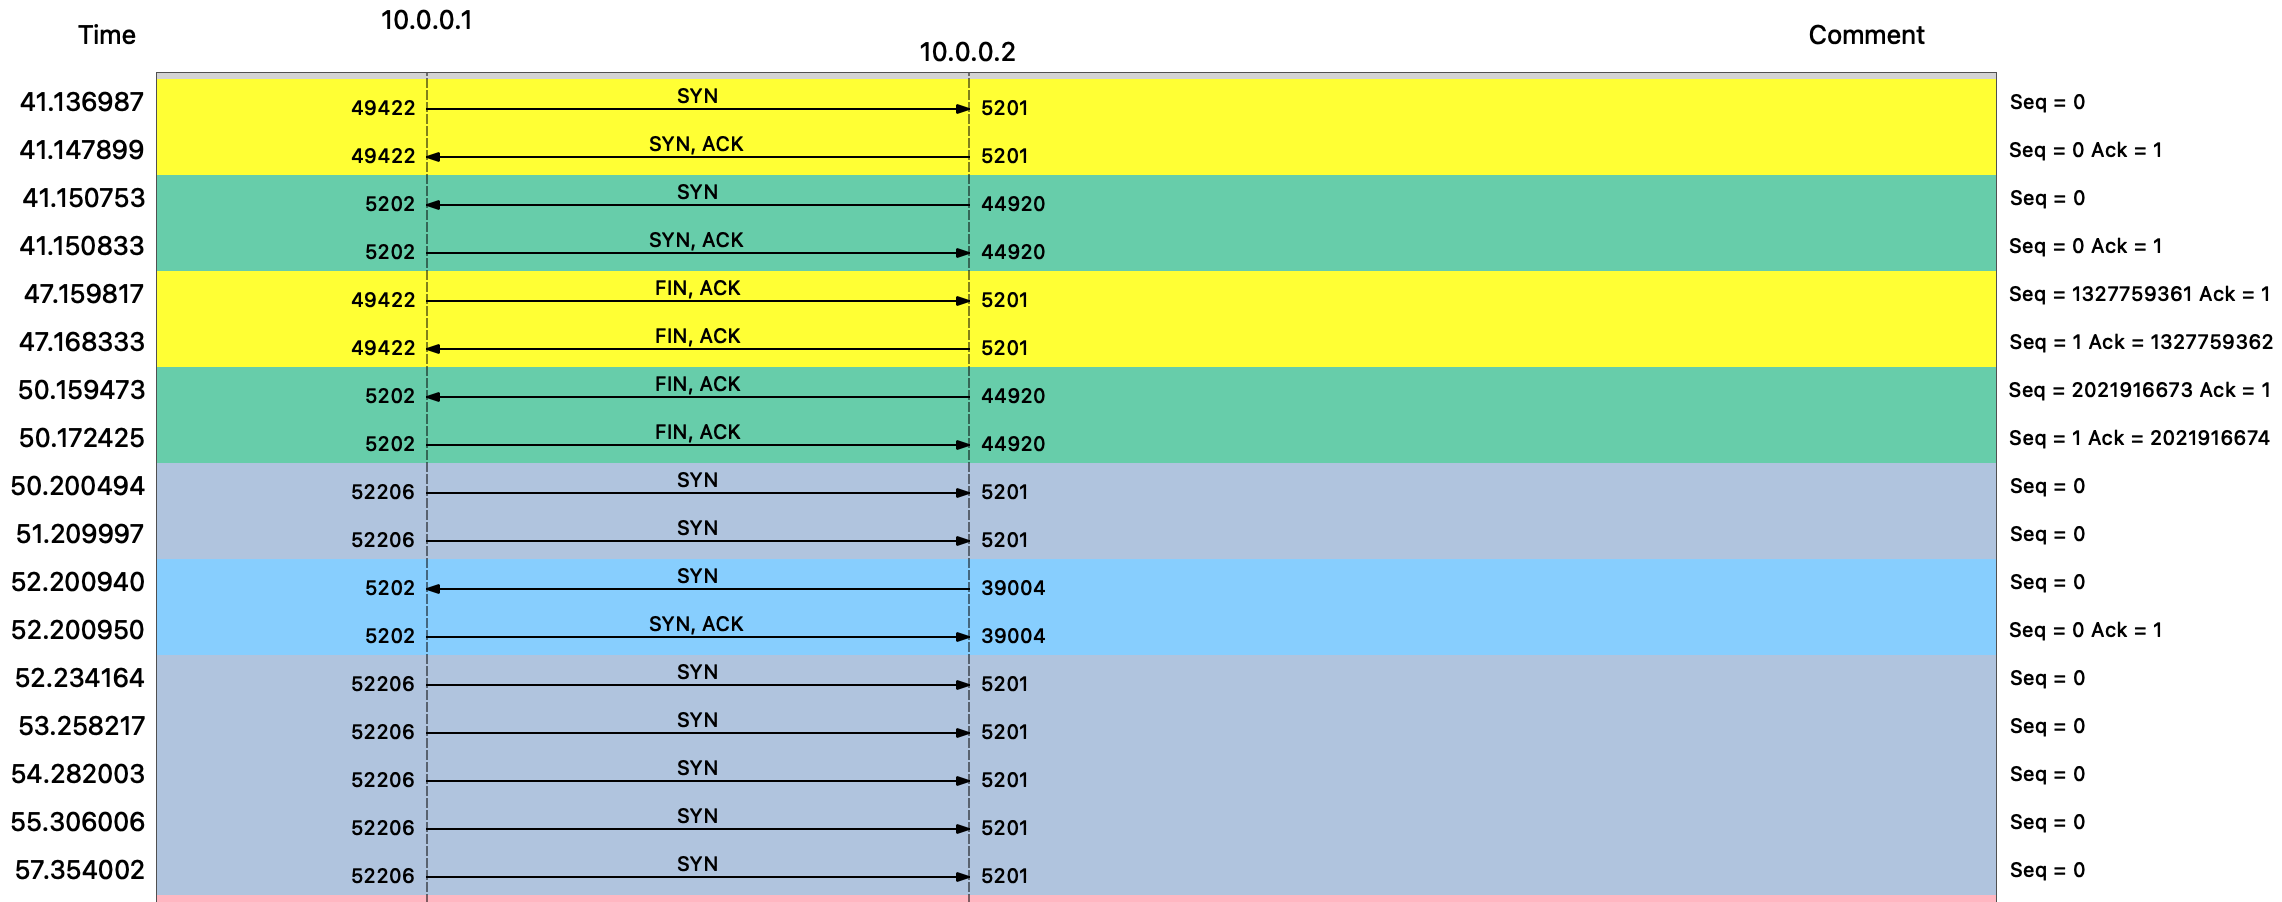 Time 10.0.0.1 10.0.0.2 Comment
41.136987 49422 SYN 5201 Seq = 0
41.147899 49422 SYN, ACK 5201 Seq = 0 Ack = 1
41.150753 5202 SYN 44920 Seq = 0
41.150833 5202 SYN, ACK 44920 Seq = 0 Ack = 1
47.159817 49422 FIN, ACK 5201 Seq = 1327759361 Ack = 1
47.168333 49422 FIN, ACK 5201 Seq = 1 Ack = 1327759362
50.159473 5202 FIN, ACK 44920 Seq = 2021916673 Ack = 1
50.172425 5202 FIN, ACK 44920 Seq = 1 Ack = 2021916674
50.200494 52206 SYN 5201 Seq = 0
51.209997 52206 SYN 5201 Seq = 0
52.200940 5202 SYN 39004 Seq = 0
52.200950 5202 SYN, ACK 39004 Seq = 0 Ack = 1
52.234164 52206 SYN 5201 Seq = 0
53.258217 52206 SYN 5201 Seq = 0
54.282003 52206 SYN 5201 Seq = 0
55.306006 52206 SYN 5201 Seq = 0
57.354002 52206 SYN 5201 Seq = 0